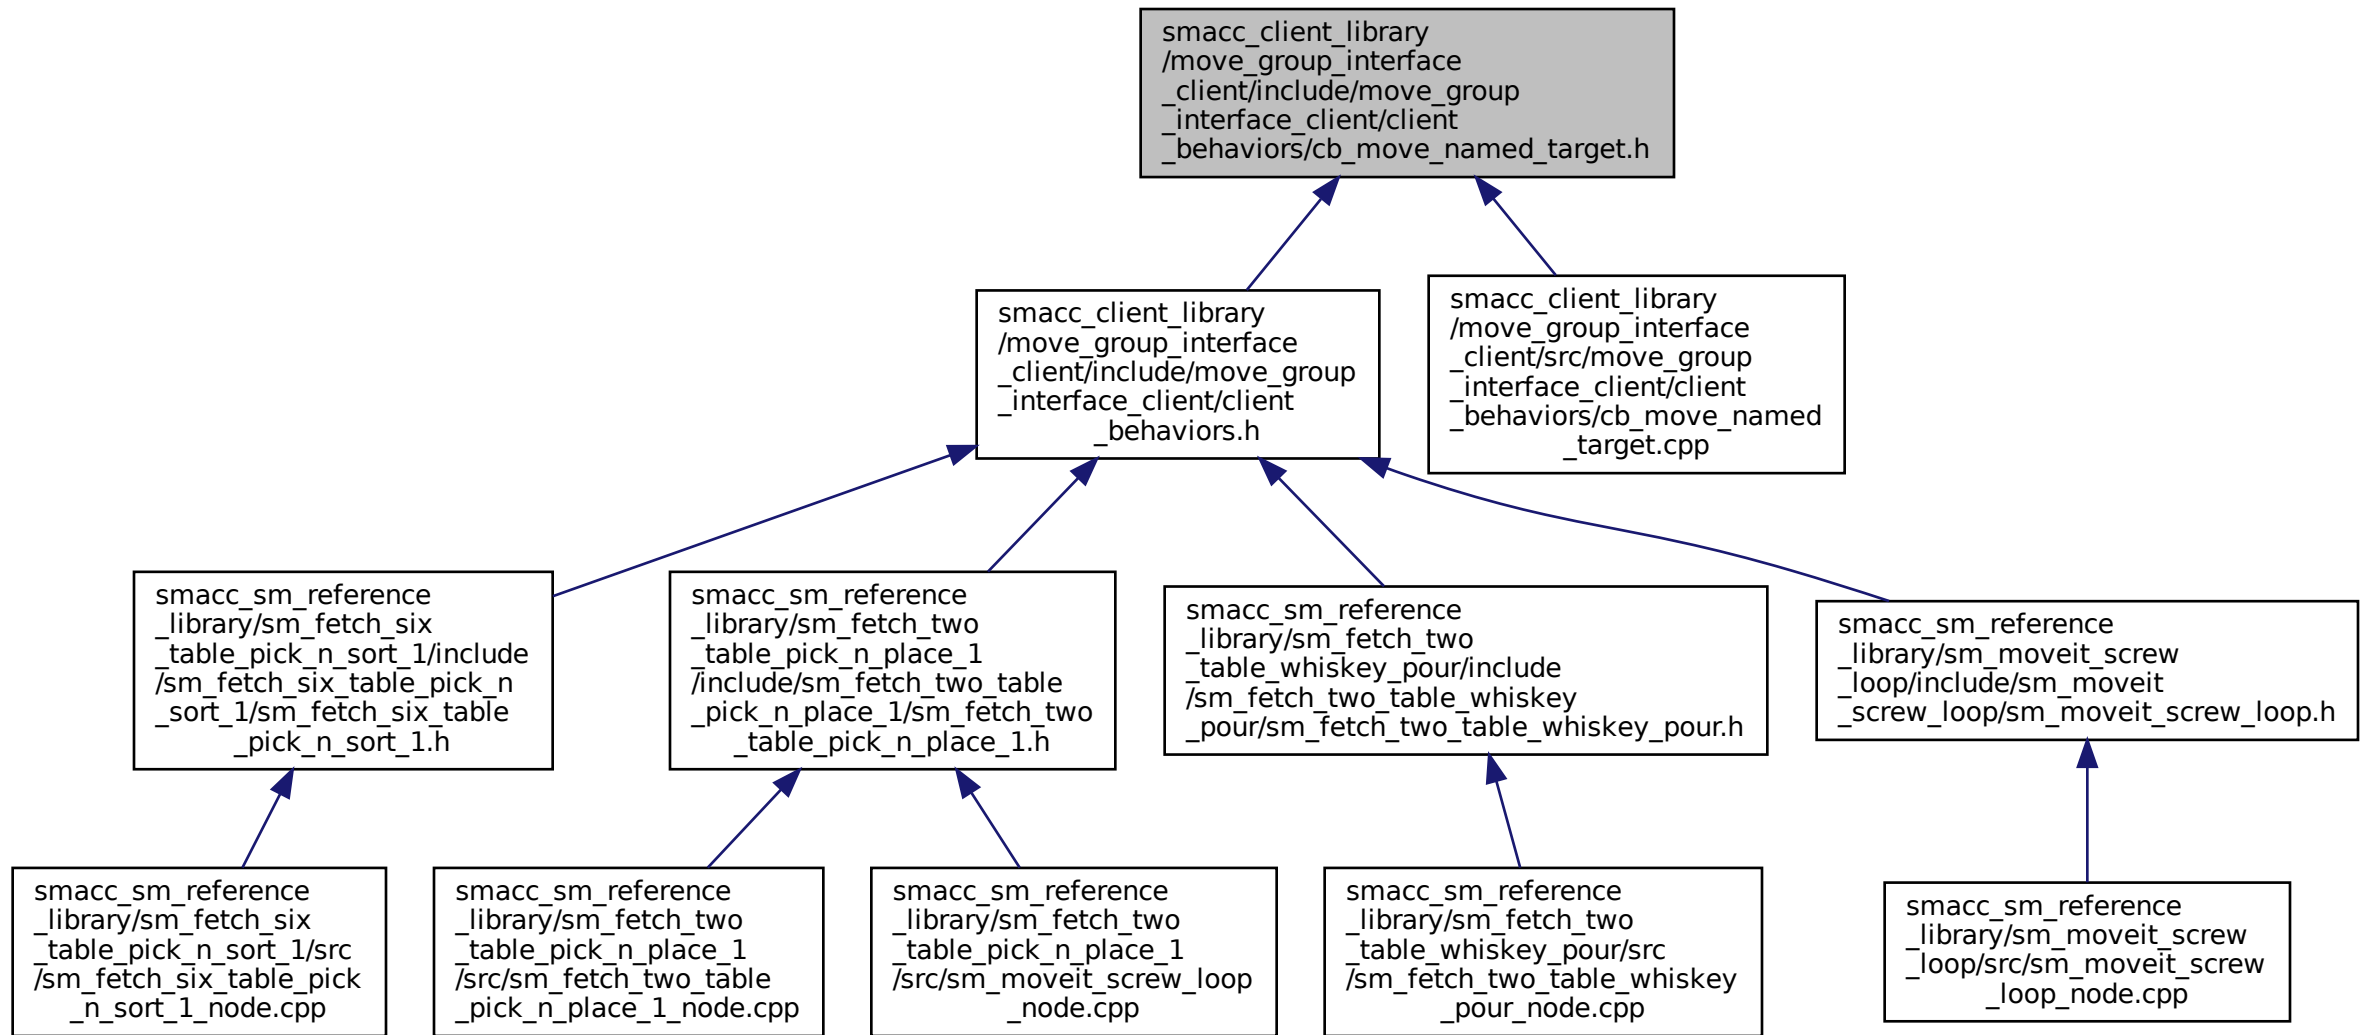 smacc_client_library
/move_group_interface
_client/include/move_group
_interface_client/client
_behaviors/cb_move_named_target.h
smacc_client_library
/move_group_interface
_client/include/move_group
_interface_client/client
_behaviors.h
smacc_client_library
/move_group_interface
_client/src/move_group
_interface_client/client
_behaviors/cb_move_named
_target.cpp
smacc_sm_reference
_library/sm_fetch_six
_table_pick_n_sort_1/include
/sm_fetch_six_table_pick_n
_sort_1/sm_fetch_six_table
_pick_n_sort_1.h
smacc_sm_reference
_library/sm_fetch_two
_table_pick_n_place_1
/include/sm_fetch_two_table
_pick_n_place_1/sm_fetch_two
_table_pick_n_place_1.h
smacc_sm_reference
_library/sm_fetch_two
_table_whiskey_pour/include
/sm_fetch_two_table_whiskey
_pour/sm_fetch_two_table_whiskey_pour.h
smacc_sm_reference
_library/sm_moveit_screw
_loop/include/sm_moveit
_screw_loop/sm_moveit_screw_loop.h
smacc_sm_reference
_library/sm_fetch_six
_table_pick_n_sort_1/src
/sm_fetch_six_table_pick
_n_sort_1_node.cpp
smacc_sm_reference
_library/sm_fetch_two
_table_pick_n_place_1
/src/sm_fetch_two_table
_pick_n_place_1_node.cpp
smacc_sm_reference
_library/sm_fetch_two
_table_pick_n_place_1
/src/sm_moveit_screw_loop
_node.cpp
smacc_sm_reference
_library/sm_fetch_two
_table_whiskey_pour/src
/sm_fetch_two_table_whiskey
_pour_node.cpp
smacc_sm_reference
_library/sm_moveit_screw
_loop/src/sm_moveit_screw
_loop_node.cpp